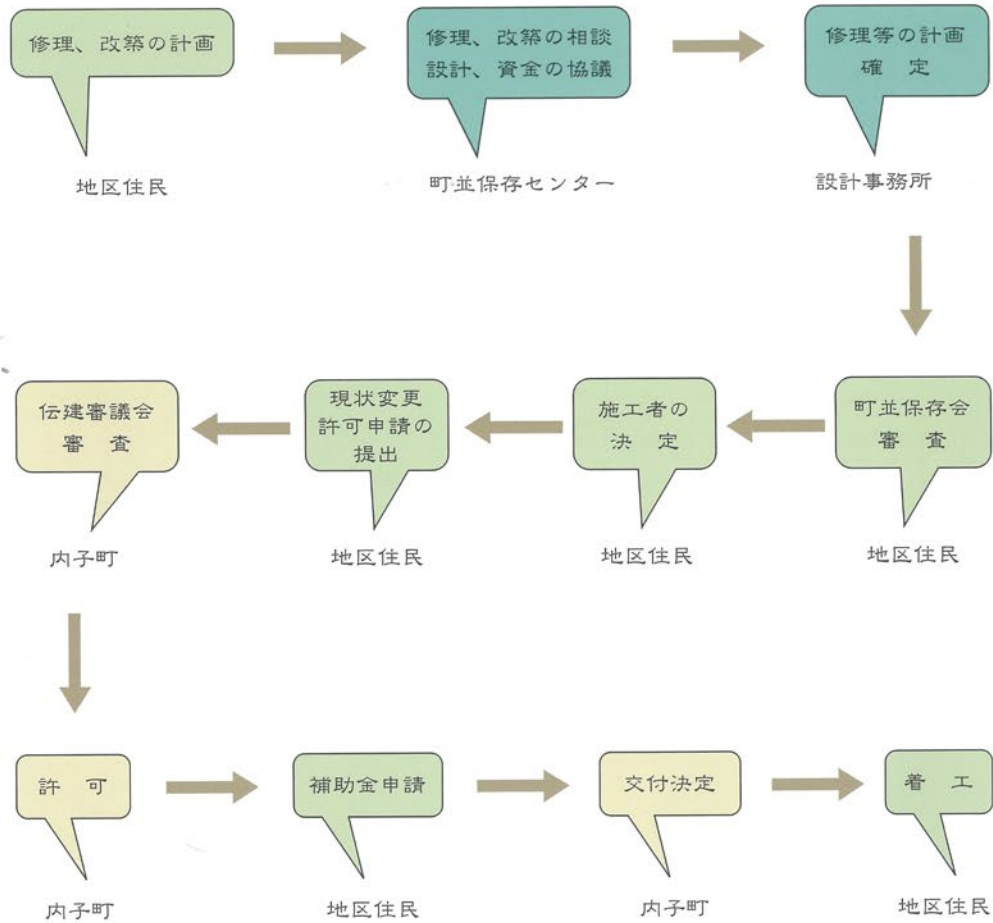 修理、改築の計画
地区住民
修理、改築の相談
設計、資金の協議
町並保存センター
修理等の計画
確　定
設計事務所
町並保存会
審　査
地区住民
施工者の
決　定
地区住民
現状変更
許可申請の
提出
地区住民
伝建審議会
審　査
内子町
許　可
内子町
補助金申請
地区住民
交付決定
内子町
着　工
地区住民